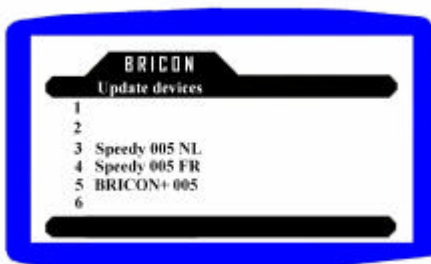 BRICON
Update devices
1
2
3 Speedy 005 NL
4 Speedy 005 FR
5 BRICON+ 005
6